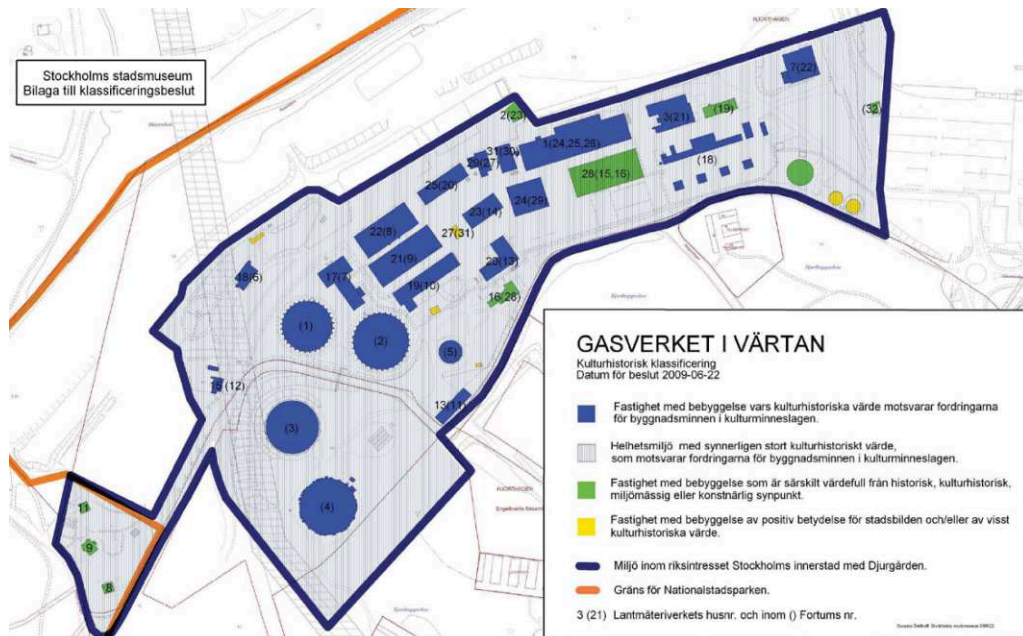 Stockholms stadsmuseum
Bilaga till klassificeringsbeslut
HJORTHAGEN
7(22)
2(23)
3(21)
(19)
(32)
31(30)
1(24,25,26)
(27)
(18)
25(20)
28(15,16)
24(29)
23(14)
22(8)
27(31)
21(9)
20(13)
18(6)
17(7)
19(10)
16(28)
(1)
(2)
(5)
15 (12)
13(11)
(3)
(4)
HJORTHAGEN
9
8
GASVERKET I VÄRTAN
Kulturhistorisk klassificering
Datum för beslut 2009-06-22
Fastighet med bebyggelse vars kulturhistoriska värde motsvarar fordringarna
för byggnadsminnen i kulturminneslagen.
Helhetsmiljö med synnerligen stort kulturhistoriskt värde,
som motsvarar fordringarna för byggnadsminnen i kulturminneslagen.
Fastighet med bebyggelse som är särskilt värdefull från historisk, kulturhistorisk,
miljömässig eller konstnärlig synpunkt.
Fastighet med bebyggelse av positiv betydelse för stadsbilden och/eller av visst
kulturhistoriska värde.
Miljö inom riksintresset Stockholms innerstad med Djurgården.
Gräns för Nationalstadsparken.
3 (21) Lantmäteriverkets husnr. och inom () Fortums nr.